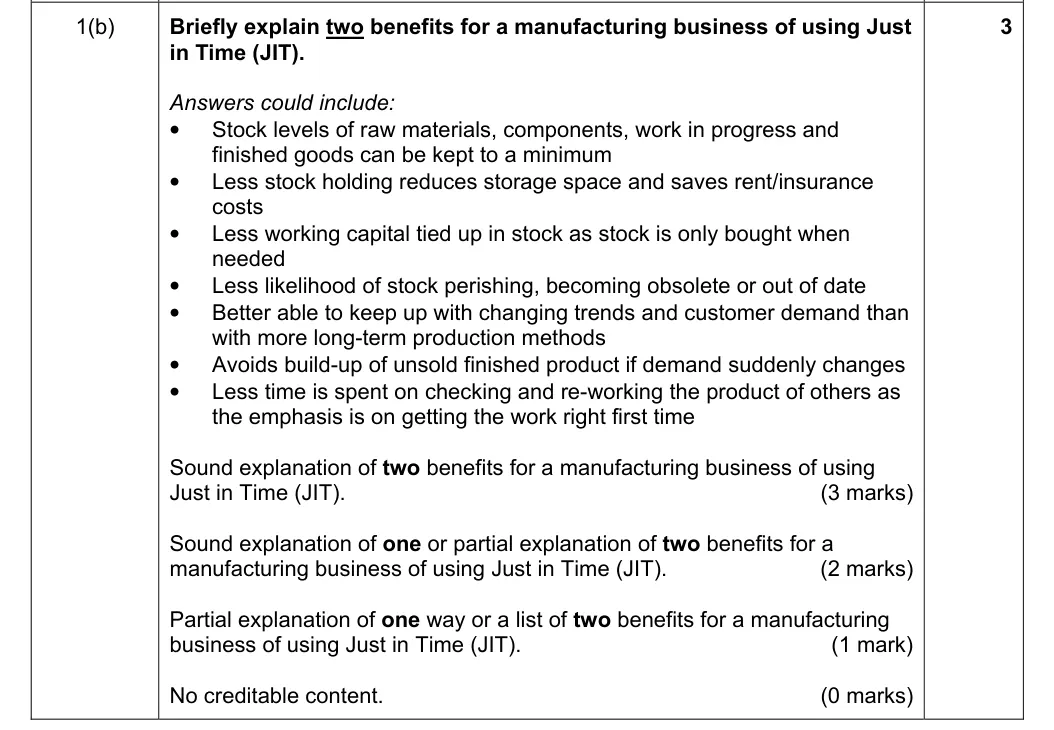 1(b)
Briefly explain two benefits for a manufacturing business of using Just
in Time (JIT).
3
Answers could include:
• Stock levels of raw materials, components, work in progress and
finished goods can be kept to a minimum
• Less stock holding reduces storage space and saves rent/insurance
costs
• Less working capital tied up in stock as stock is only bought when
needed
• Less likelihood of stock perishing, becoming obsolete or out of date
• Better able to keep up with changing trends and customer demand than
with more long-term production methods
• Avoids build-up of unsold finished product if demand suddenly changes
• Less time is spent on checking and re-working the product of others as
the emphasis is on getting the work right first time
Sound explanation of two benefits for a manufacturing business of using
Just in Time (JIT). (3 marks)
Sound explanation of one or partial explanation of two benefits for a
manufacturing business of using Just in Time (JIT). (2 marks)
Partial explanation of one way or a list of two benefits for a manufacturing
business of using Just in Time (JIT). (1 mark)
No creditable content. (0 marks)